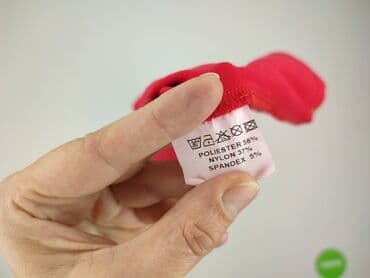 POLIESTER 58%
NYLON 37%
SPANDEX 5%